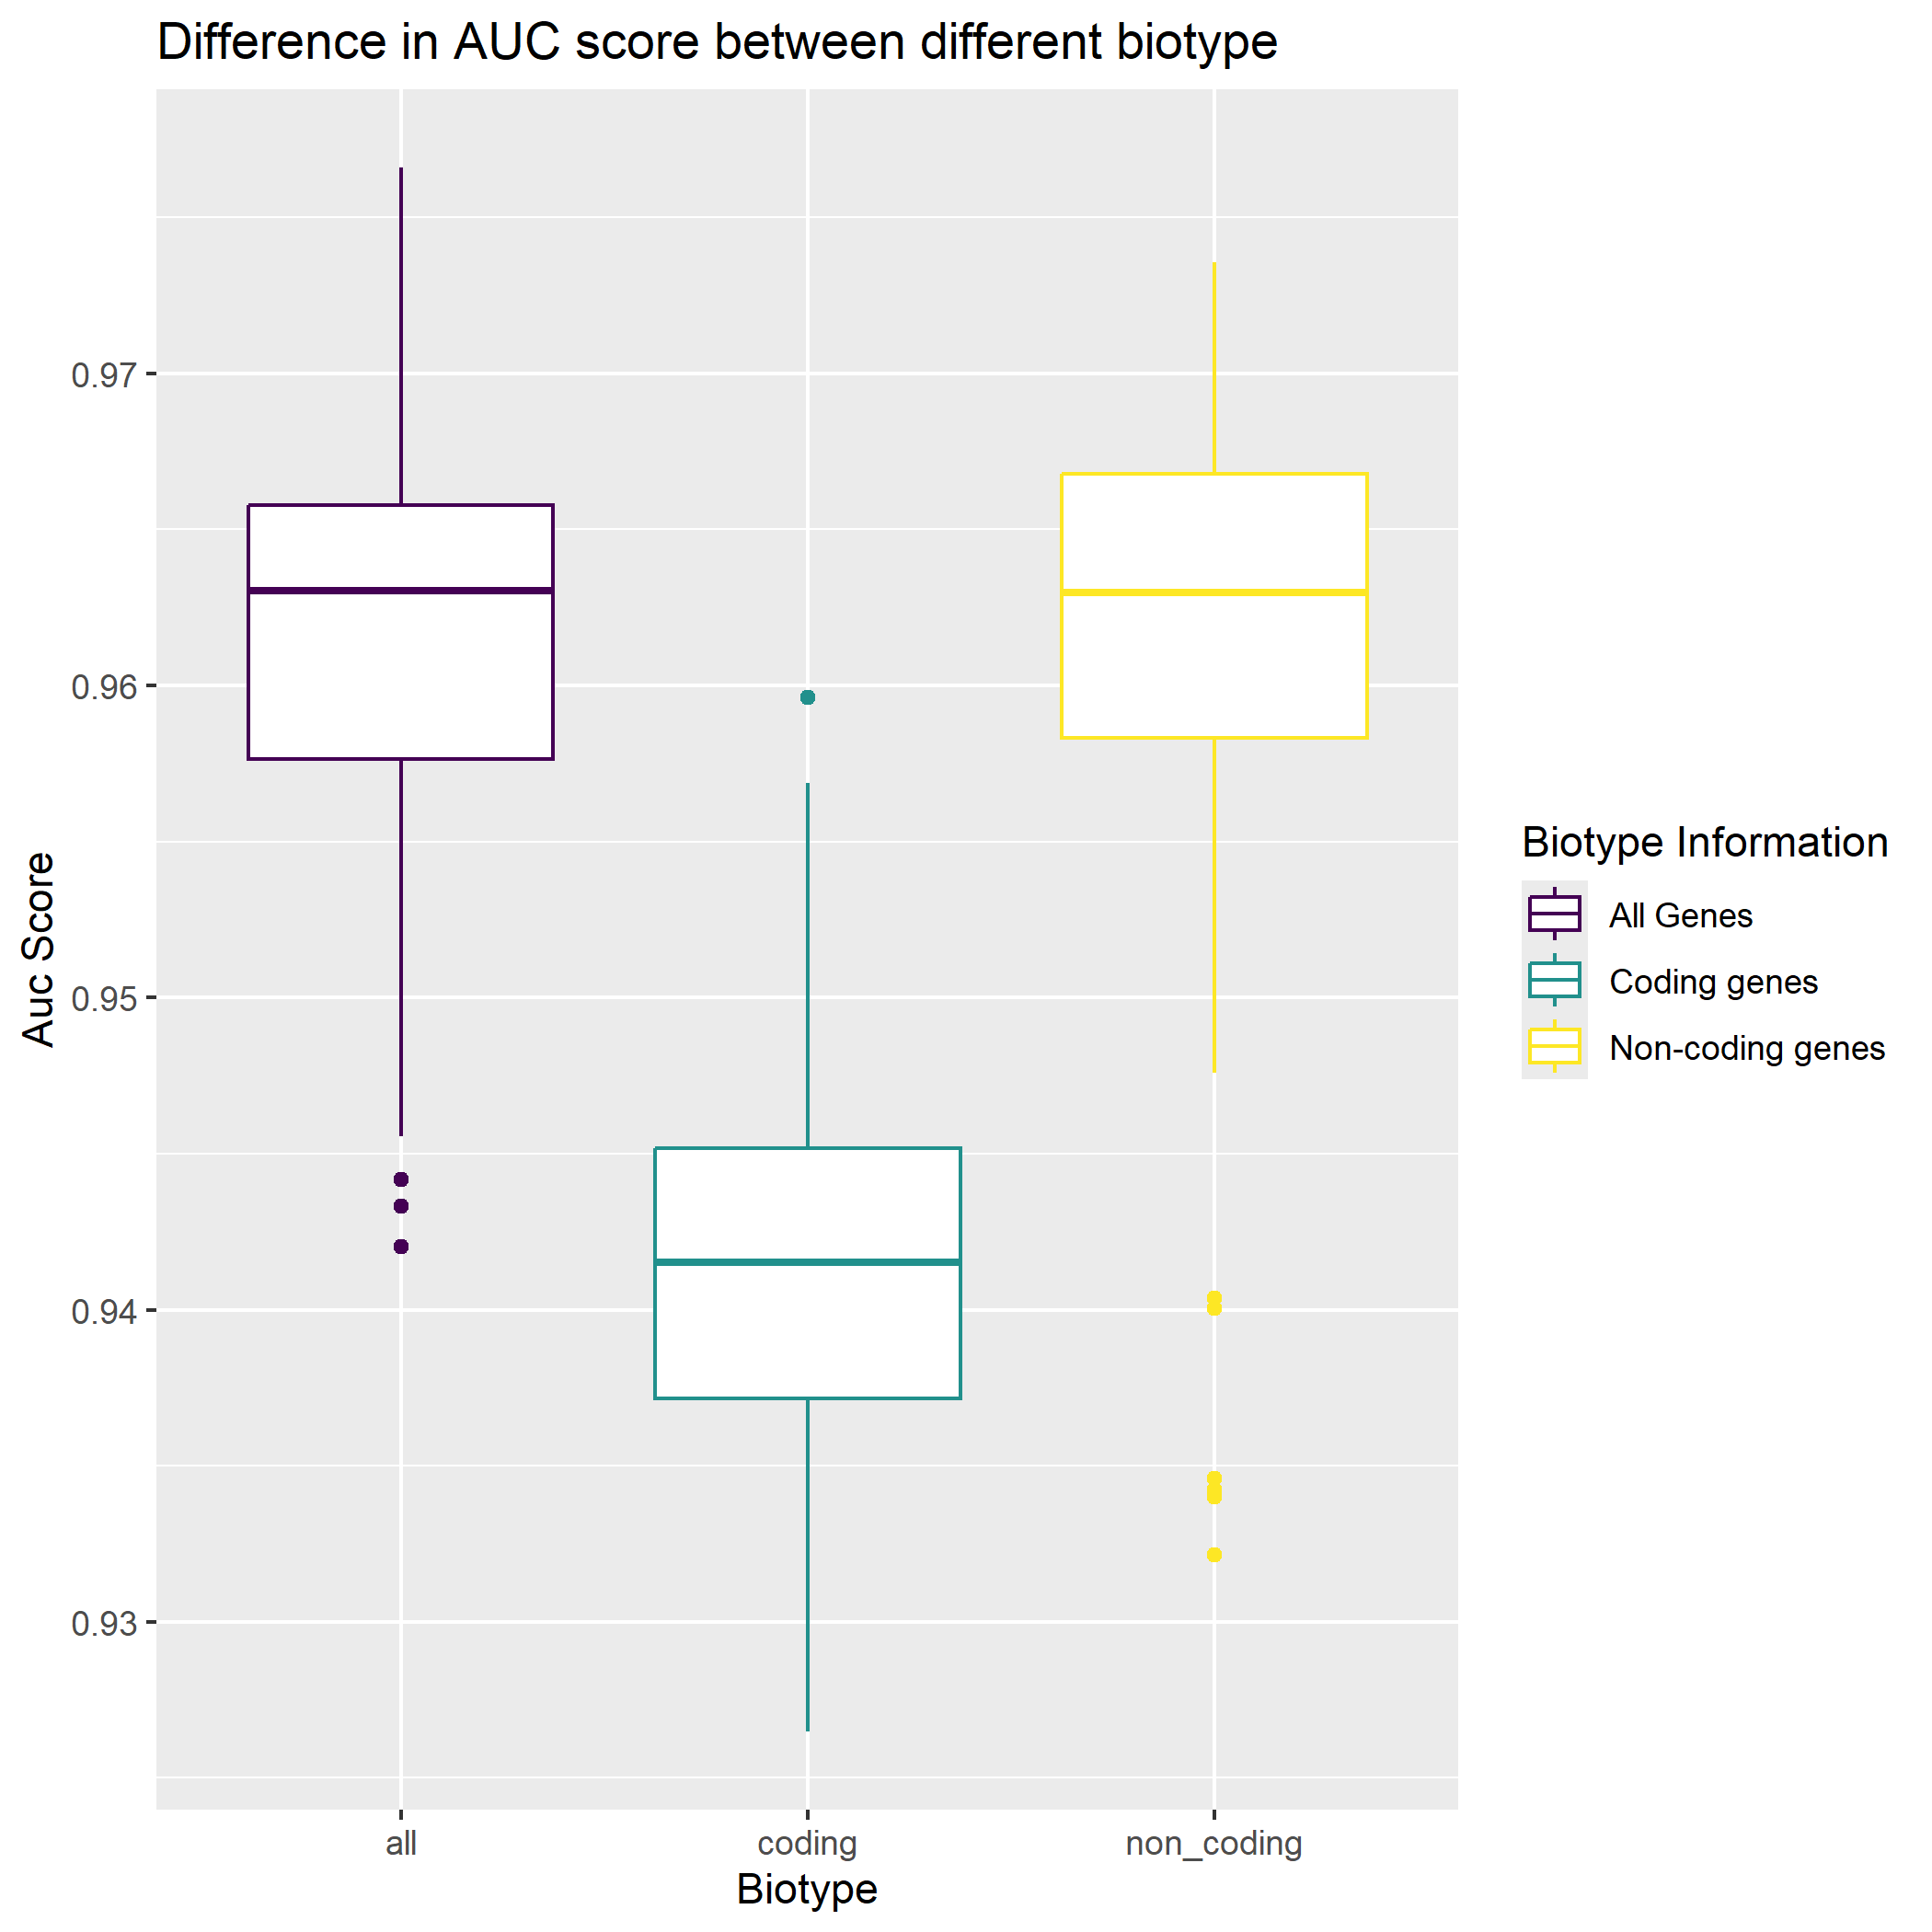 Difference in AUC score between different biotype
0.97
0.96
0.95
0.94
0.93
Auc Score
all
coding
non_coding
Biotype
Biotype Information
All Genes
Coding genes
Non-coding genes